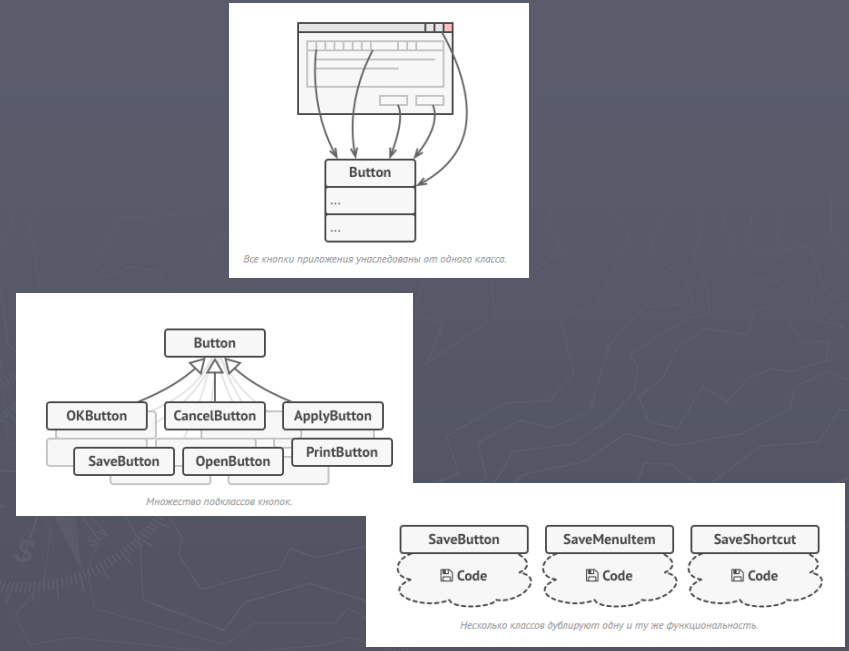 Button
...
...
Все кнопки приложения унаследованы от одного класса.
Button
OKButton
CancelButton
ApplyButton
SaveButton
OpenButton
PrintButton
Множество подклассов кнопок.
SaveButton
SaveMenuItem
SaveShortcut
Code
Code
Code
Несколько классов дублируют одну и ту же функциональность.